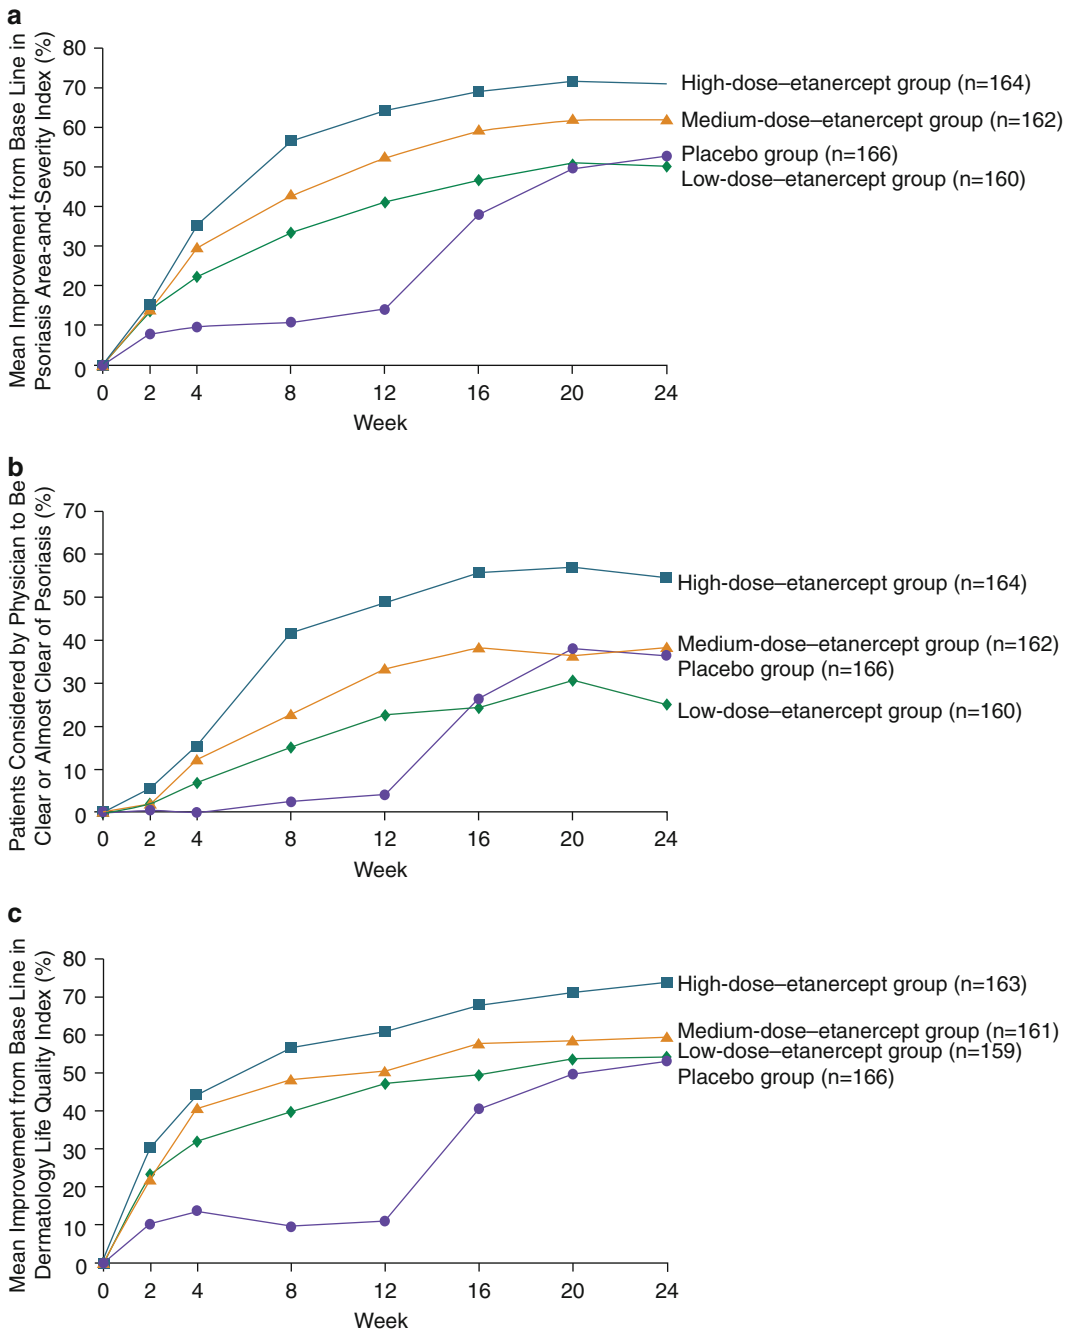 a
Mean Improvement from Base Line in
Psoriasis Area-and-Severity Index (%)
80
70
60
50
40
30
20
10
0
0 2 4 8 12 16 20 24
Week
High-dose–etanercept group (n=164)
Medium-dose–etanercept group (n=162)
Placebo group (n=166)
Low-dose–etanercept group (n=160)
b
Patients Considered by Physician to Be
Clear or Almost Clear of Psoriasis (%)
70
60
50
40
30
20
10
0
0 2 4 8 12 16 20 24
Week
High-dose–etanercept group (n=164)
Medium-dose–etanercept group (n=162)
Placebo group (n=166)
Low-dose–etanercept group (n=160)
c
Mean Improvement from Base Line in
Dermatology Life Quality Index (%)
80
70
60
50
40
30
20
10
0
0 2 4 8 12 16 20 24
Week
High-dose–etanercept group (n=163)
Medium-dose–etanercept group (n=161)
Low-dose–etanercept group (n=159)
Placebo group (n=166)